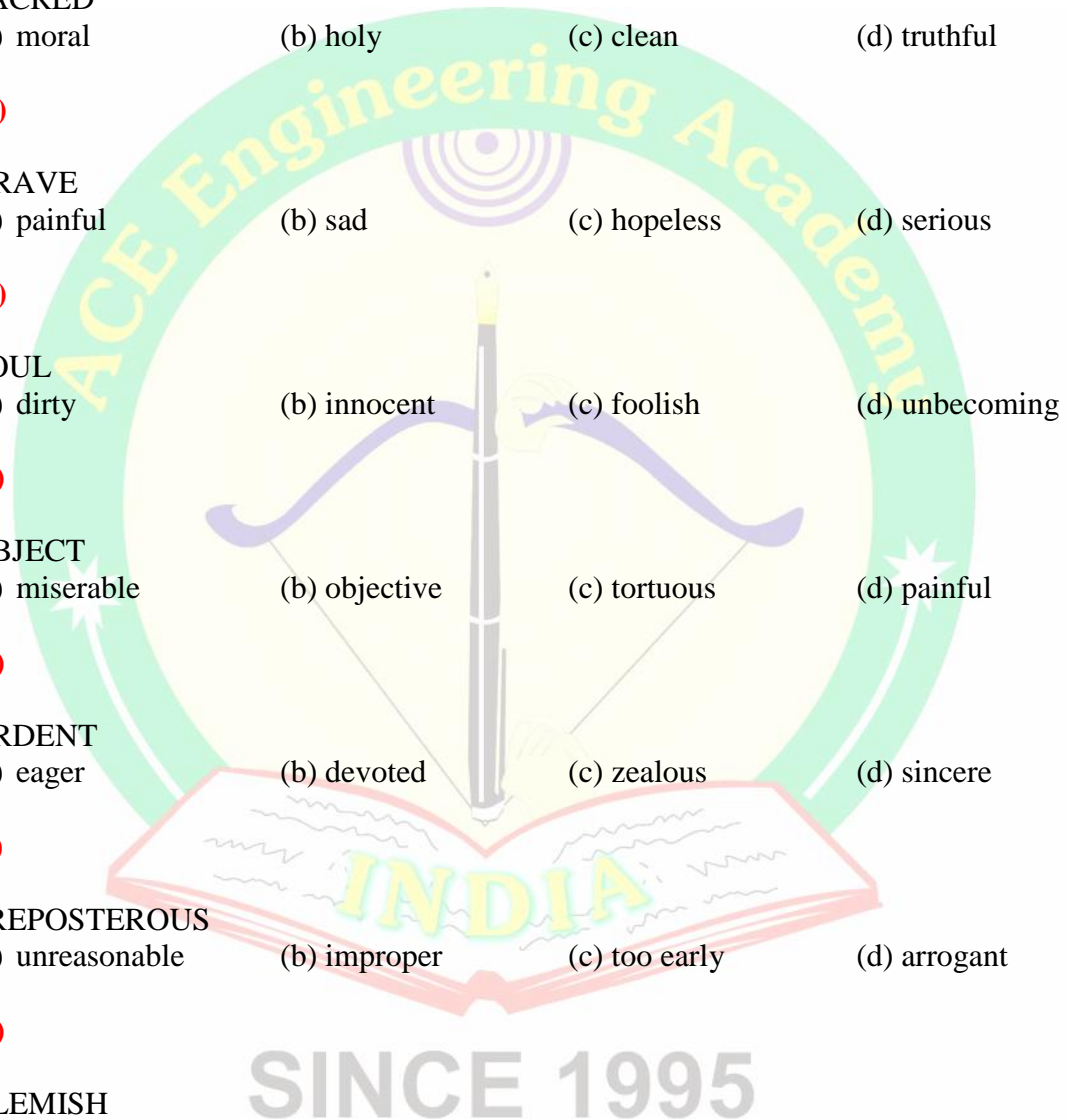 ACRED
) moral (b) holy (c) clean (d) truthful
)
RAVE
) painful (b) sad (c) hopeless (d) serious
)
OUL
) dirty (b) innocent (c) foolish (d) unbecoming
)
BJECT
) miserable (b) objective (c) tortuous (d) painful
)
RDENT
) eager (b) devoted (c) zealous (d) sincere
)
REPOSTEROUS
) unreasonable (b) improper (c) too early (d) arrogant
)
LEMISH
ACE Engineering Academy
INDIA
SINCE 1995